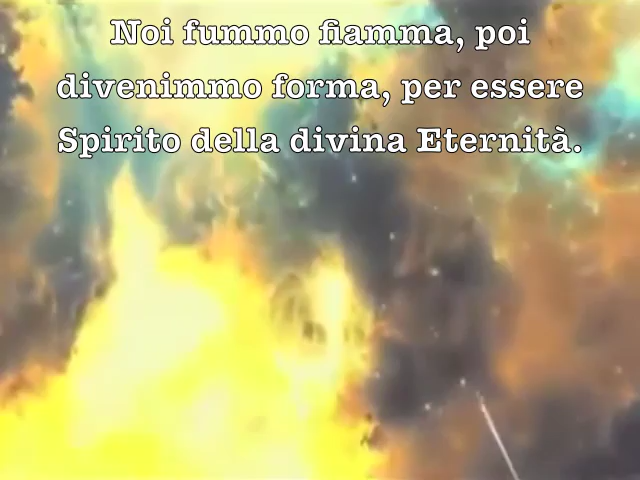 Noi fummo fiamma, poi
divenimmo forma, per essere
Spirito della divina Eternità.